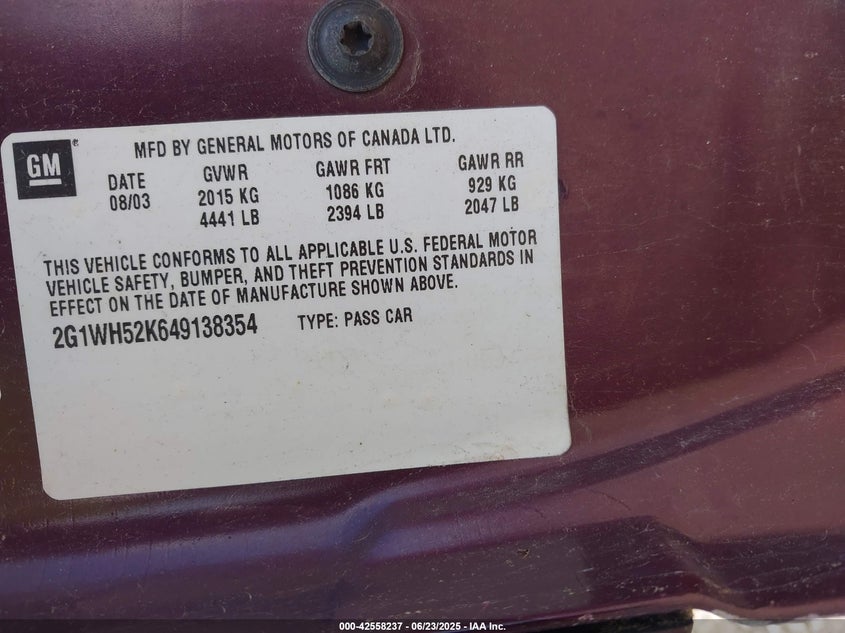 MFD BY GENERAL MOTORS OF CANADA LTD.
GM®
DATE GVWR GAWR FRT GAWR RR
08/03 2015 KG 1086 KG 929 KG
4441 LB 2394 LB 2047 LB
THIS VEHICLE CONFORMS TO ALL APPLICABLE U.S. FEDERAL MOTOR
VEHICLE SAFETY, BUMPER, AND THEFT PREVENTION STANDARDS IN
EFFECT ON THE DATE OF MANUFACTURE SHOWN ABOVE.
2G1WH52K649138354 TYPE: PASS CAR
000-42558237 - 06/23/2025 - IAA Inc.